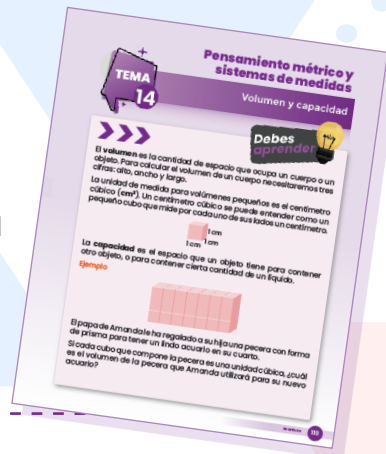 Pensamiento métrico y
sistemas de medidas
TEMA
14
Volumen y capacidad
Debes
aprender
El volumen es la cantidad de espacio que ocupa un cuerpo o un
objeto. Para calcular el volumen de un cuerpo necesitaremos tres
cifras: alto, ancho y largo.
La unidad de medida para volúmenes pequeños es el centímetro
cúbico (cm³). Un centímetro cúbico se puede entender como un
pequeño cubo que mide por cada uno de sus lados un centímetro.
1 cm
1 cm
1 cm
La capacidad es el espacio que un objeto tiene para contener
otro objeto, o para contener cierta cantidad de un líquido.
Ejemplo
El papa de Amanda le ha regalado a su hija una pecera con forma
de prisma para tener un lindo acuario en su cuarto.
Si cada cubo que compone la pecera es una unidad cúbica, ¿cuál
es el volumen de la pecera que Amanda utilizará para su nuevo
acuario?